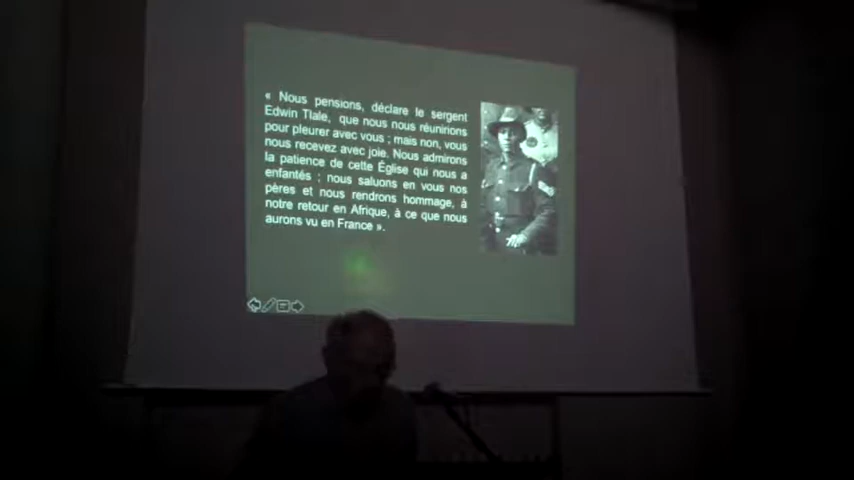 « Nous pensions, déclare le sergent
Edwin Tlale, que nous nous réunirions
pour pleurer avec vous ; mais non, vous
nous recevez avec joie. Nous admirons
la patience de cette Église qui nous a
enfantés ; nous saluons en vous nos
pères et nous rendrons hommage, à
notre retour en Afrique, à ce que nous
aurons vu en France ».